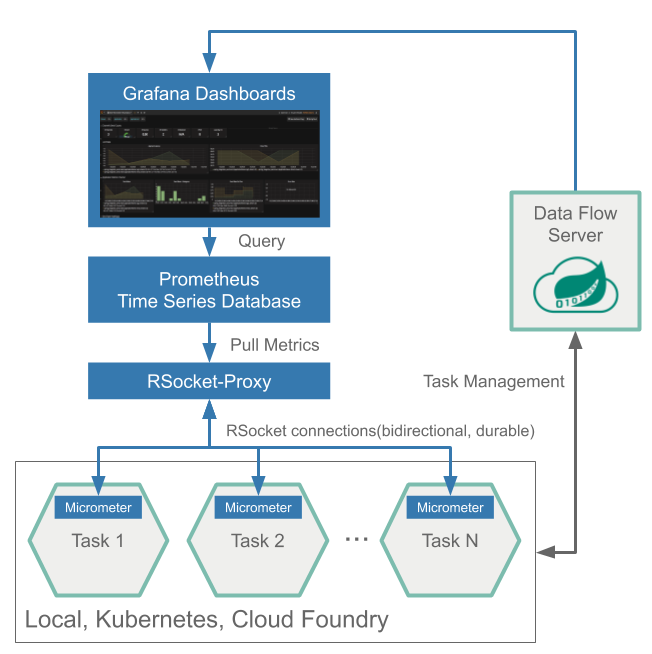 Grafana Dashboards
Data Flow
Server
Query
Prometheus
Time Series Database
Pull Metrics
RSocket-Proxy
Task Management
RSocket connections(bidirectional, durable)
Micrometer
Task 1
Micrometer
Task 2
...
Micrometer
Task N
Local, Kubernetes, Cloud Foundry